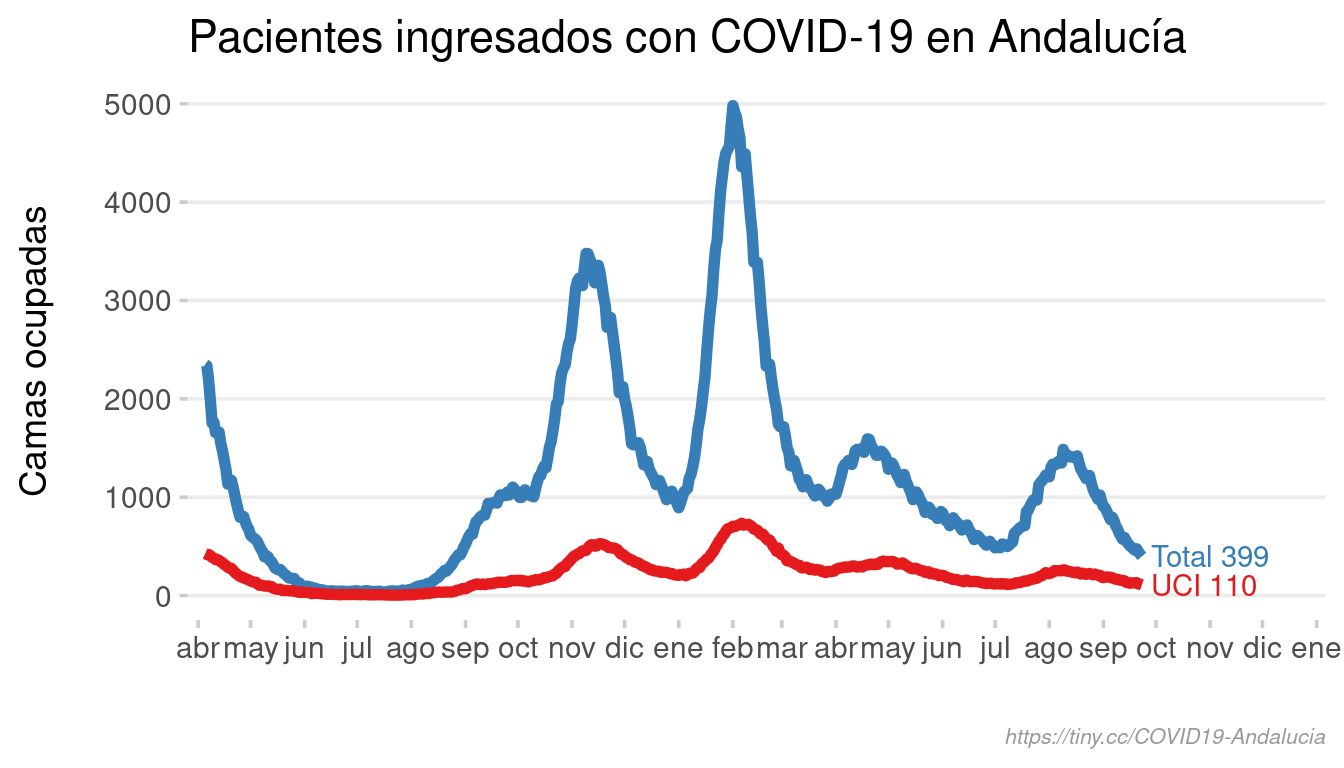 Pacientes ingresados con COVID-19 en Andalucía
Camas ocupadas
5000
4000
3000
2000
1000
0
Total 399
UCI 110
abr may jun jul ago sep oct nov dic ene feb mar abr may jun jul ago sep oct nov dic ene
https://tiny.cc/COVID19-Andalucia